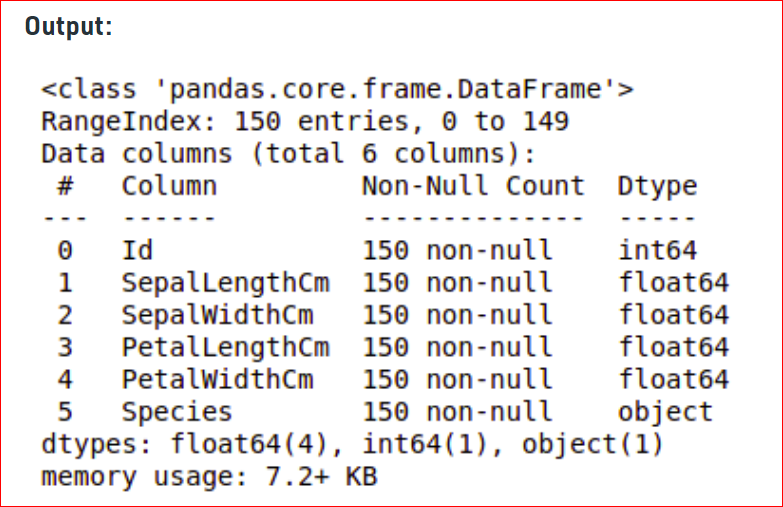 Output:
<class 'pandas.core.frame.DataFrame'>
RangeIndex: 150 entries, 0 to 149
Data columns (total 6 columns):
 #   Column         Non-Null Count  Dtype
---  ------         --------------  -----
 0   Id             150 non-null    int64
 1   SepalLengthCm  150 non-null    float64
 2   SepalWidthCm   150 non-null    float64
 3   PetalLengthCm  150 non-null    float64
 4   PetalWidthCm   150 non-null    float64
 5   Species        150 non-null    object
dtypes: float64(4), int64(1), object(1)
memory usage: 7.2+ KB